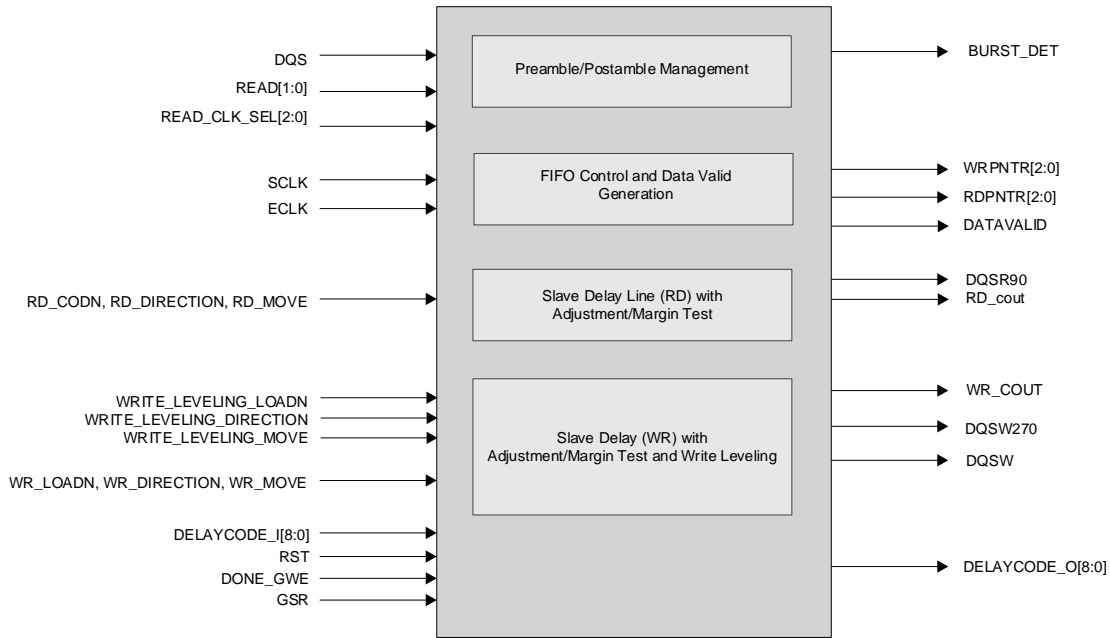 DQS
READ[1:0]
READ_CLK_SEL[2:0]
Preamble/Postamble Management
BURST_DET
SCLK
ECLK
FIFO Control and Data Valid
Generation
WRPNTR[2:0]
RDPNTR[2:0]
DATAVALID
RD_CODN, RD_DIRECTION, RD_MOVE
Slave Delay Line (RD) with
Adjustment/Margin Test
DQSR90
RD_cout
WRITE_LEVELING_LOADN
WRITE_LEVELING_DIRECTION
WRITE_LEVELING_MOVE
WR_LOADN, WR_DIRECTION, WR_MOVE
Slave Delay (WR) with
Adjustment/Margin Test and Write Leveling
WR_COUT
DQSW270
DQSW
DELAYCODE_I[8:0]
RST
DONE_GWE
GSR
DELAYCODE_O[8:0]